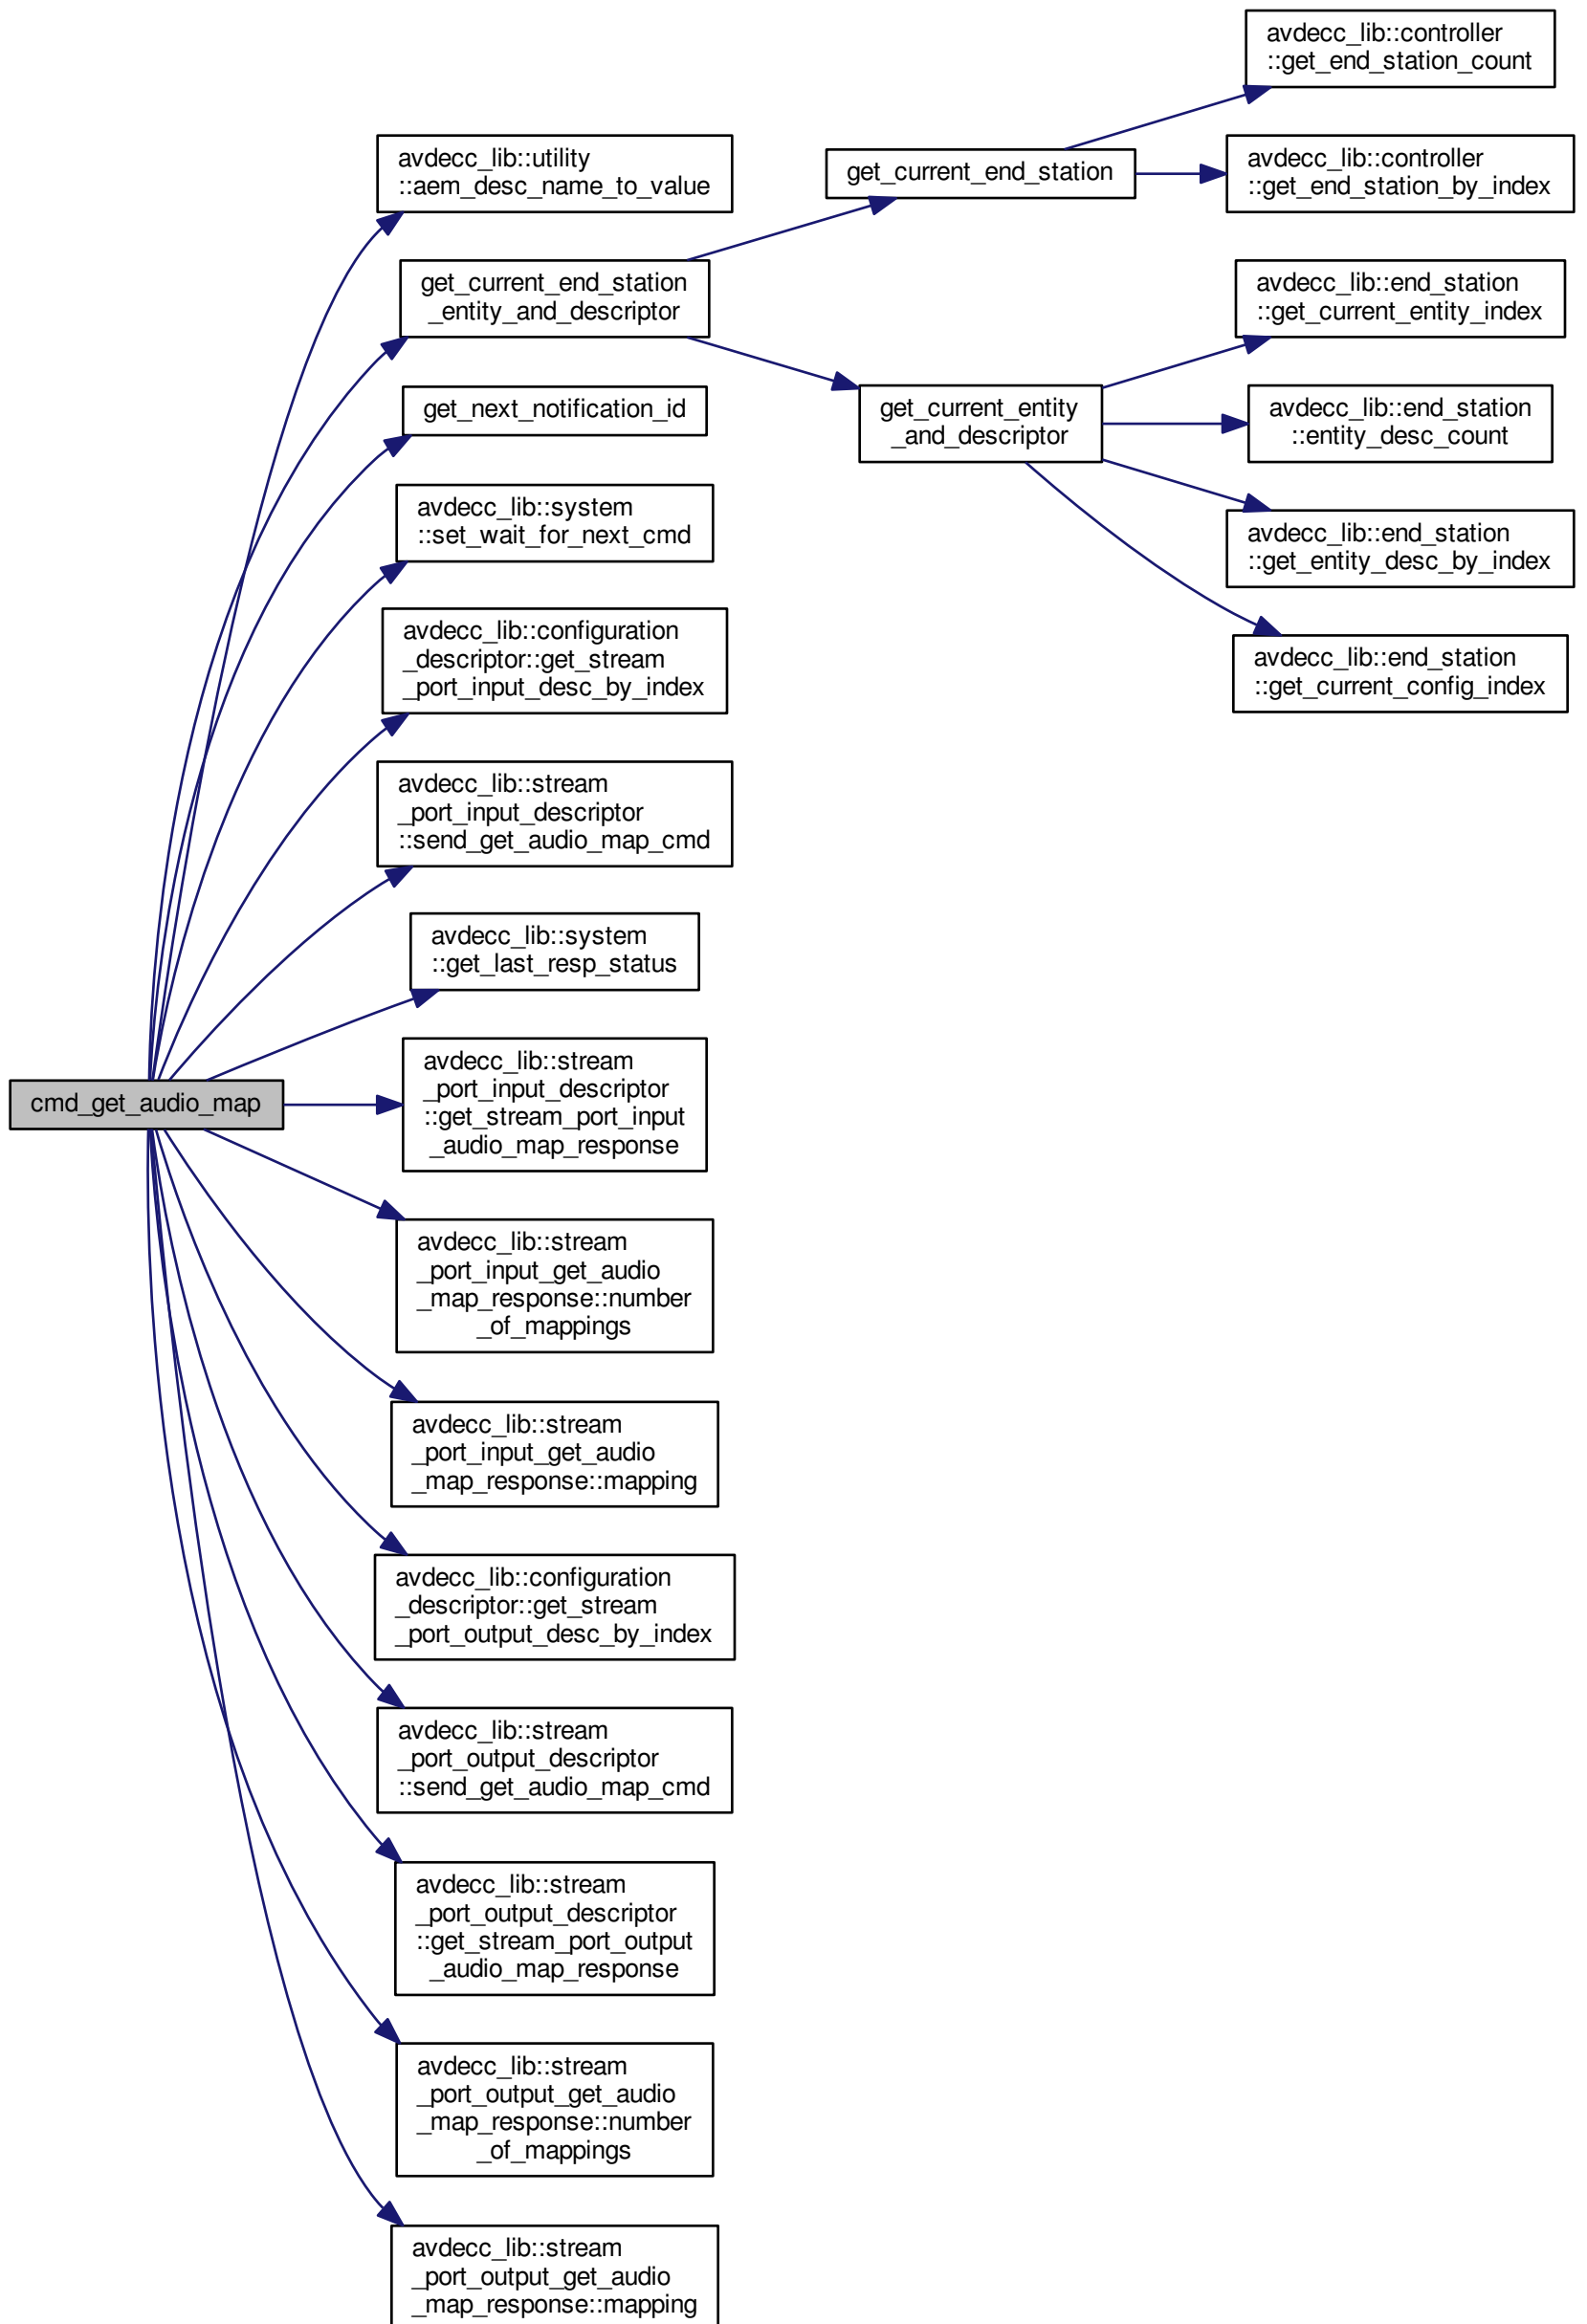 avdecc_lib::controller
::get_end_station_count
avdecc_lib::utility
::aem_desc_name_to_value
get_current_end_station
avdecc_lib::controller
::get_end_station_by_index
get_current_end_station
_entity_and_descriptor
avdecc_lib::end_station
::get_current_entity_index
get_next_notification_id
get_current_entity
_and_descriptor
avdecc_lib::end_station
::entity_desc_count
avdecc_lib::system
::set_wait_for_next_cmd
avdecc_lib::end_station
::get_entity_desc_by_index
avdecc_lib::configuration
_descriptor::get_stream
_port_input_desc_by_index
avdecc_lib::end_station
::get_current_config_index
avdecc_lib::stream
_port_input_descriptor
::send_get_audio_map_cmd
avdecc_lib::system
::get_last_resp_status
cmd_get_audio_map
avdecc_lib::stream
_port_input_descriptor
::get_stream_port_input
_audio_map_response
avdecc_lib::stream
_port_input_get_audio
_map_response::number
_of_mappings
avdecc_lib::stream
_port_input_get_audio
_map_response::mapping
avdecc_lib::configuration
_descriptor::get_stream
_port_output_desc_by_index
avdecc_lib::stream
_port_output_descriptor
::send_get_audio_map_cmd
avdecc_lib::stream
_port_output_descriptor
::get_stream_port_output
_audio_map_response
avdecc_lib::stream
_port_output_get_audio
_map_response::number
_of_mappings
avdecc_lib::stream
_port_output_get_audio
_map_response::mapping